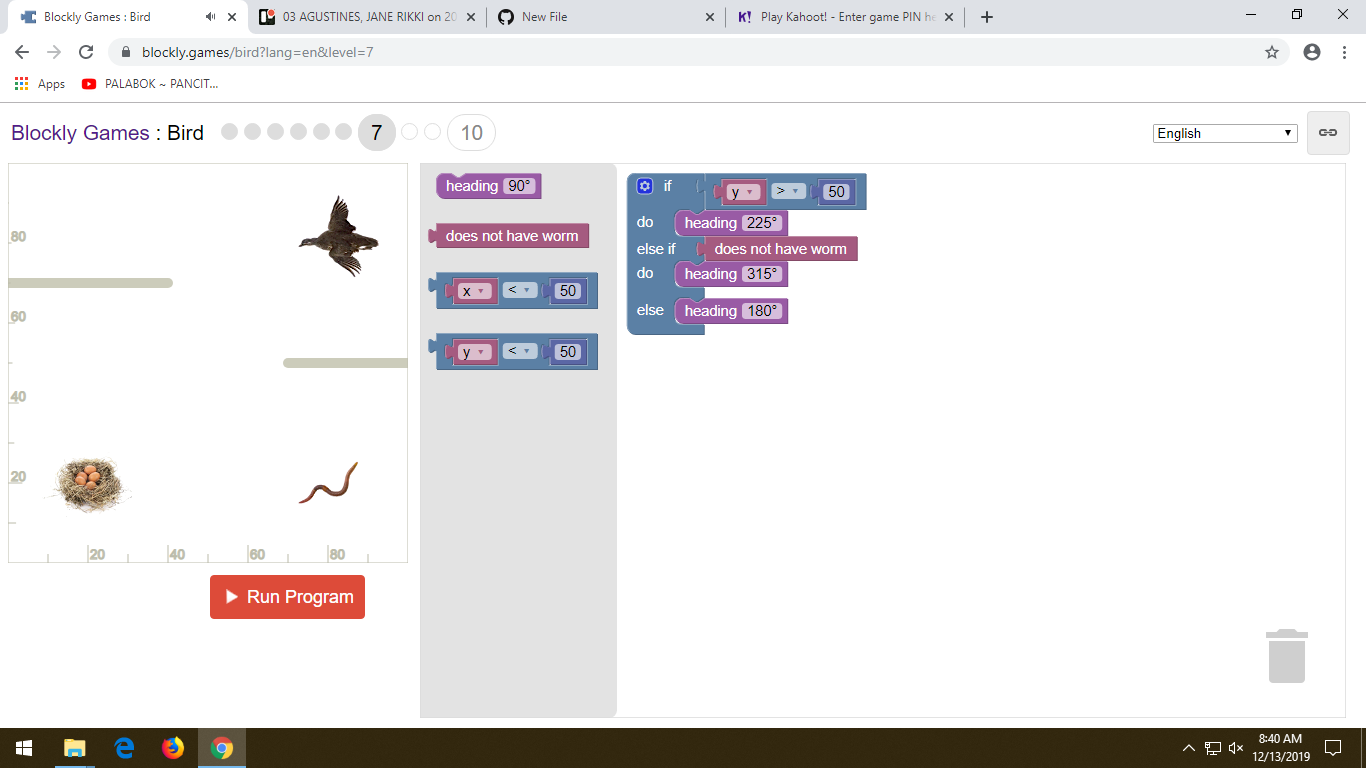 Blockly Games : Bird
03 AGUSTINES, JANE RIKKI on 20
New File
K! Play Kahoot! - Enter game PIN he
blockly.games/bird?lang=en&level=7
Apps
PALABOK ~ PANCIT...
Blockly Games : Bird
7
10
English
80
60
40
20
20
40
60
80
Run Program
heading 90°
does not have worm
x < 50
y < 50
if y > 50
do heading 225°
else if does not have worm
do heading 315°
else heading 180°
8:40 AM
12/13/2019